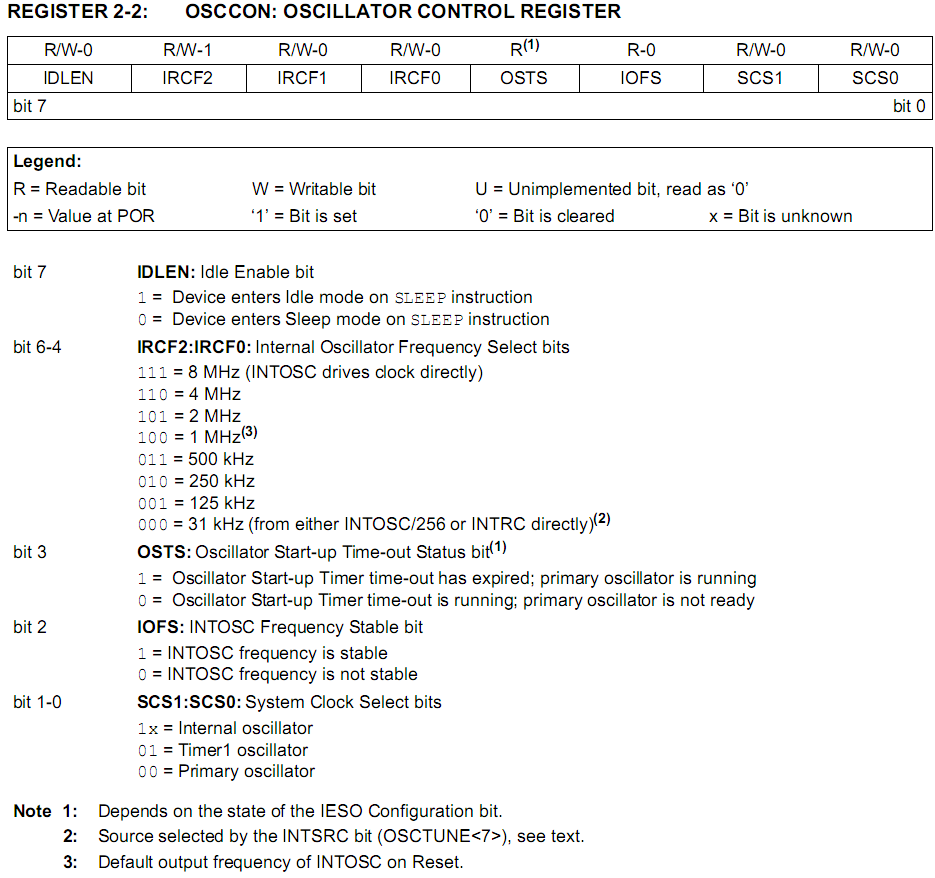 REGISTER 2-2: OSCCON: OSCILLATOR CONTROL REGISTER
R/W-0 R/W-1 R/W-0 R/W-0 R(1) R-0 R/W-0 R/W-0
IDLEN IRCF2 IRCF1 IRCF0 OSTS IOFS SCS1 SCS0
bit 7 bit 0
Legend:
R = Readable bit W = Writable bit U = Unimplemented bit, read as ‘0’
-n = Value at POR ‘1’ = Bit is set ‘0’ = Bit is cleared x = Bit is unknown
bit 7 IDLEN: Idle Enable bit
1 = Device enters Idle mode on SLEEP instruction
0 = Device enters Sleep mode on SLEEP instruction
bit 6-4 IRCF2:IRCF0: Internal Oscillator Frequency Select bits
111 = 8 MHz (INTOSC drives clock directly)
110 = 4 MHz
101 = 2 MHz
100 = 1 MHz(3)
011 = 500 kHz
010 = 250 kHz
001 = 125 kHz
000 = 31 kHz (from either INTOSC/256 or INTRC directly)(2)
bit 3 OSTS: Oscillator Start-up Time-out Status bit(1)
1 = Oscillator Start-up Timer time-out has expired; primary oscillator is running
0 = Oscillator Start-up Timer time-out is running; primary oscillator is not ready
bit 2 IOFS: INTOSC Frequency Stable bit
1 = INTOSC frequency is stable
0 = INTOSC frequency is not stable
bit 1-0 SCS1:SCS0: System Clock Select bits
1x = Internal oscillator
01 = Timer1 oscillator
00 = Primary oscillator
Note 1: Depends on the state of the IESO Configuration bit.
2: Source selected by the INTSRC bit (OSCTUNE<7>), see text.
3: Default output frequency of INTOSC on Reset.